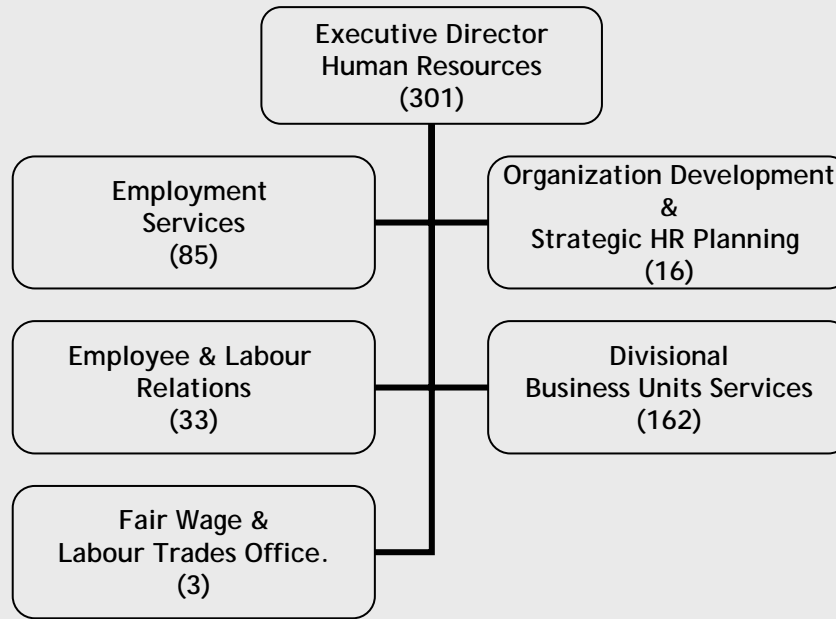 Executive Director
Human Resources
(301)
Employment
Services
(85)
Organization Development
&
Strategic HR Planning
(16)
Employee & Labour
Relations
(33)
Divisional
Business Units Services
(162)
Fair Wage &
Labour Trades Office.
(3)